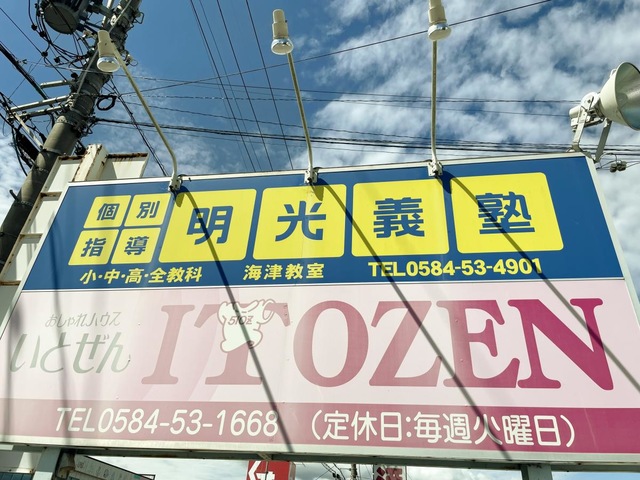 個別指導 明光義塾
小・中・高・全教科 海津教室 TEL0584-53-4901
おしゃれハウス
いとぜん ITOZEN
510Z
TEL0584-53-1668 (定休日:毎週火曜日)